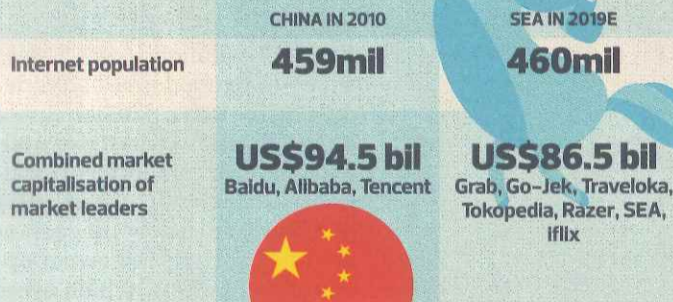 CHINA IN 2010
SEA IN 2019E
Internet population
459mil
460mil
Combined market
capitalisation of
market leaders
US$94.5 bil
Baidu, Alibaba, Tencent
US$86.5 bil
Grab, Go-Jek, Traveloka,
Tokopedia, Razer, SEA,
iflix